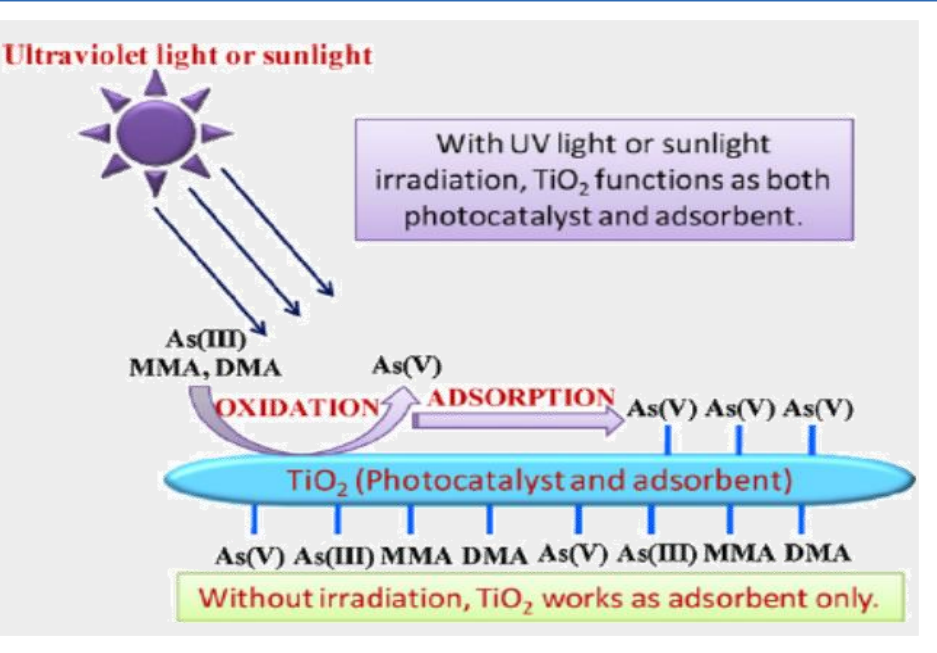 Ultraviolet light or sunlight
With UV light or sunlight
irradiation, TiO₂ functions as both
photocatalyst and adsorbent.
As(III)
MMA, DMA
As(V)
OXIDATION
ADSORPTION
As(V) As(V) As(V)
TiO₂ (Photocatalyst and adsorbent)
As(V) As(III) MMA DMA As(V) As(III) MMA DMA
Without irradiation, TiO₂ works as adsorbent only.